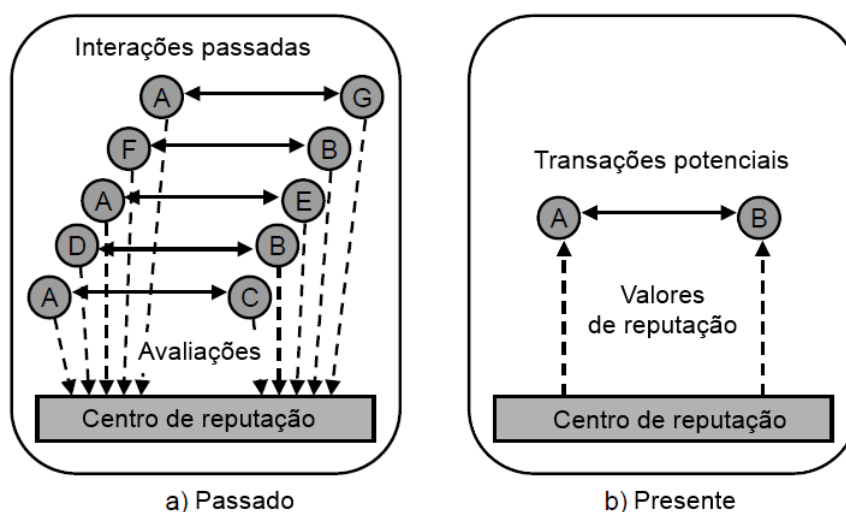 Interações passadas
A
G
F
B
A
E
D
B
A
C
Avaliações
Centro de reputação
a) Passado
Transações potenciais
A
B
Valores
de reputação
Centro de reputação
b) Presente